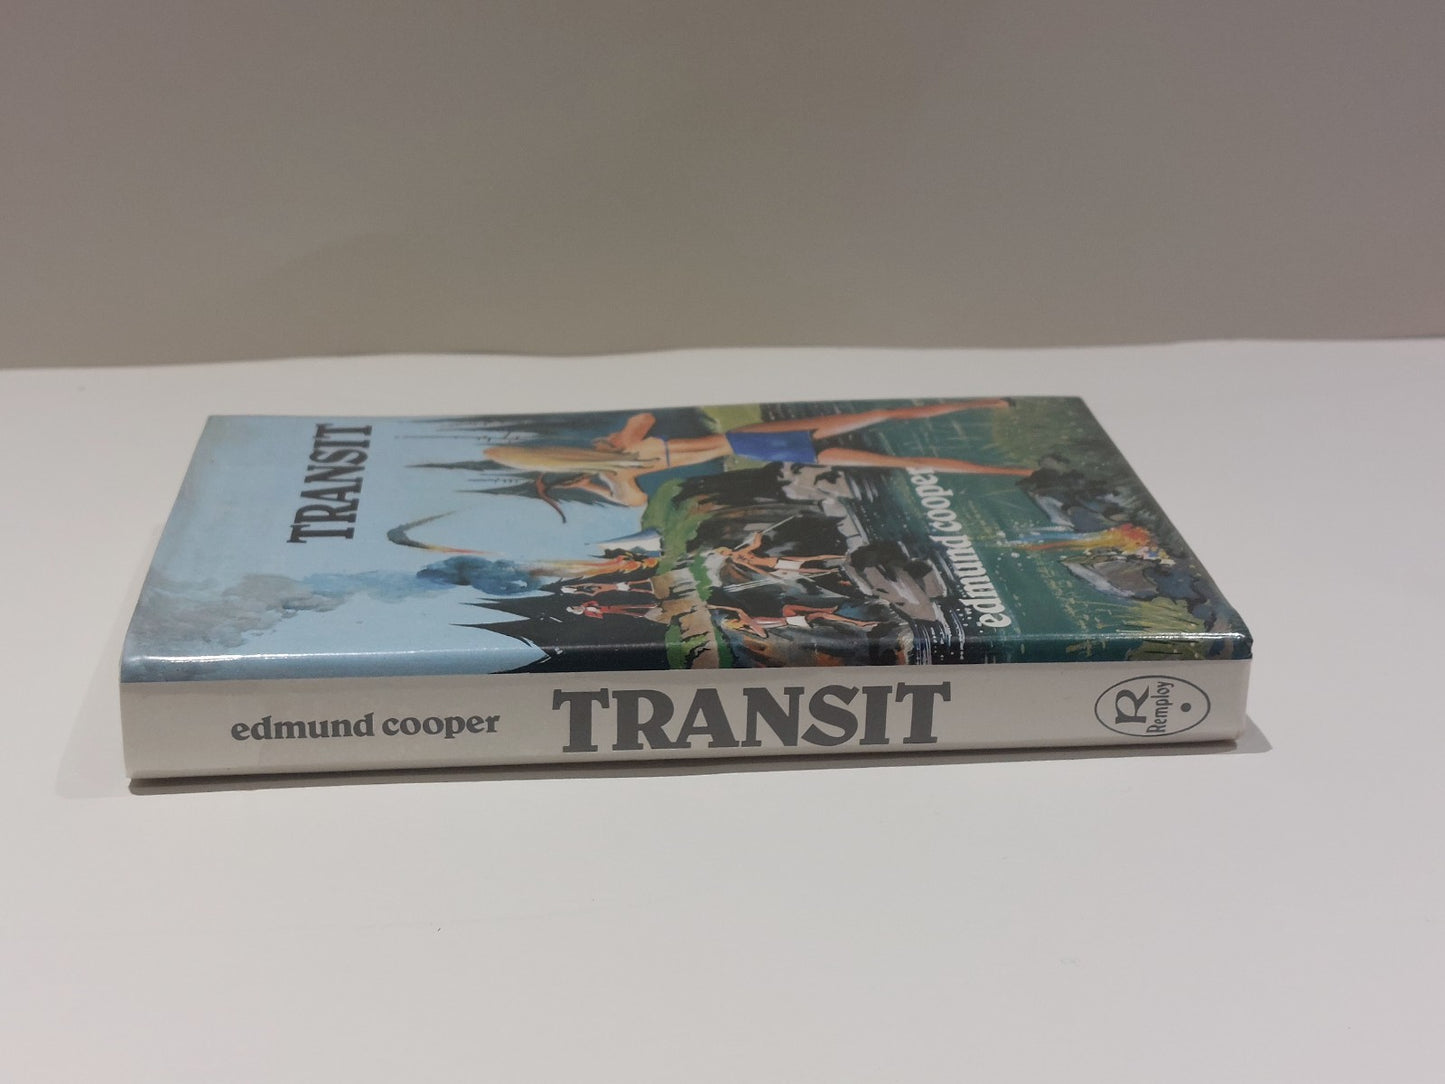 TRANSIT
edmund cooper
edmund cooper
TRANSIT
R
Remploy